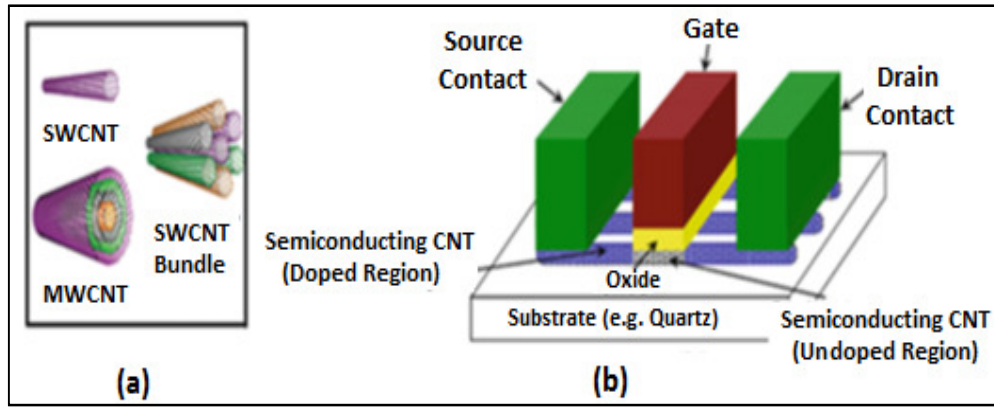 SWCNT
MWCNT
SWCNT
Bundle
(a)
Source
Contact
Gate
Drain
Contact
Semiconducting CNT
(Doped Region)
Oxide
Substrate (e.g. Quartz)
Semiconducting CNT
(Undoped Region)
(b)